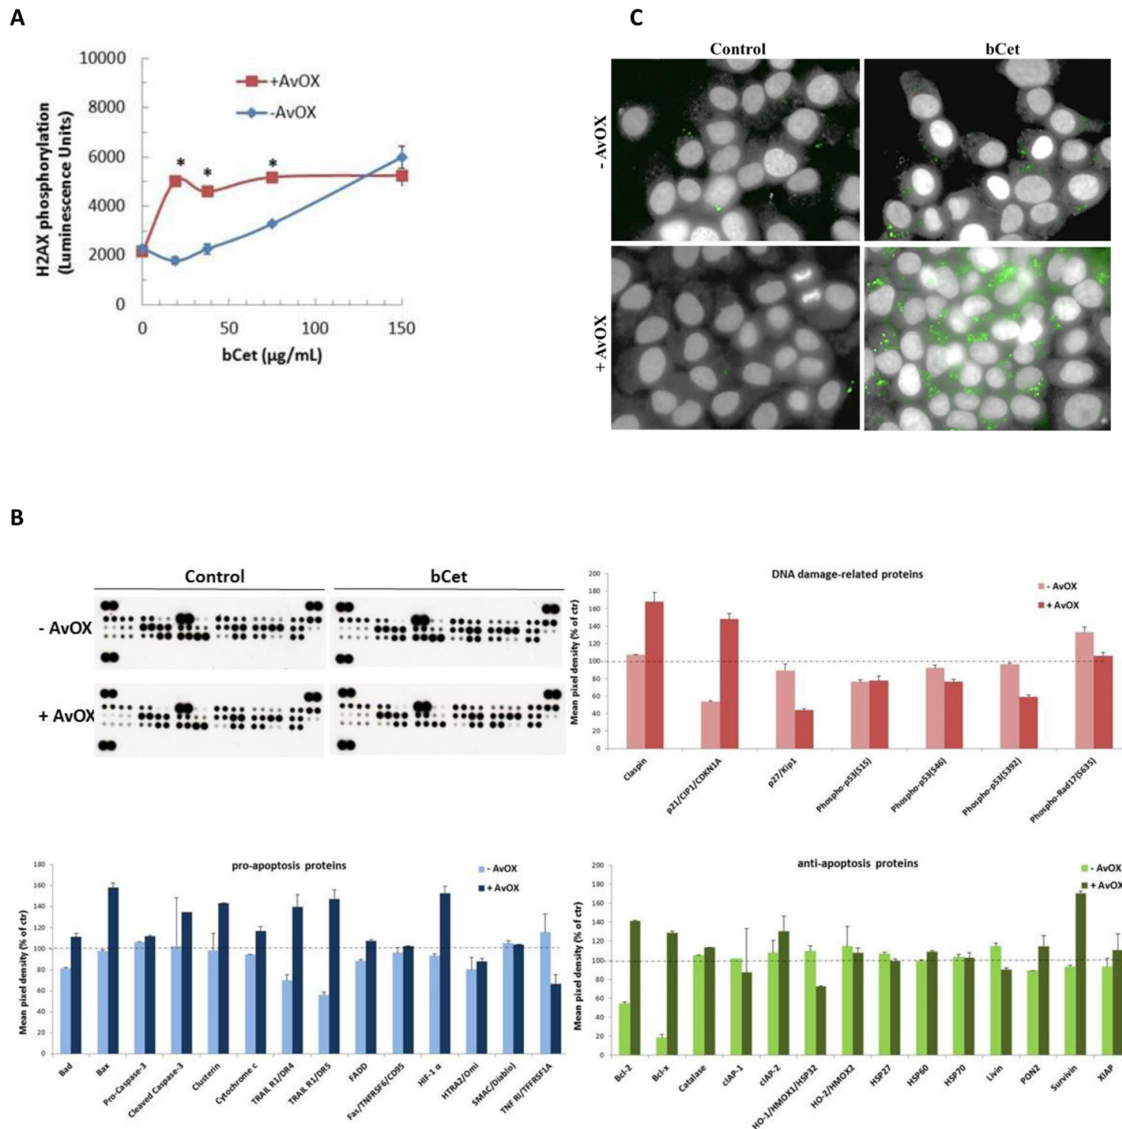 A
C
Control
bCet
- AvOX
+ AvOX
10000
8000
6000
4000
2000
0
H2AX phosphorylation
(Luminescence Units)
+AvOX
-AvOX
*
*
*
0
50
100
150
bCet (µg/mL)
B
Control
bCet
- AvOX
+ AvOX
DNA damage-related proteins
- AvOX
+ AvOX
Mean pixel density (% of ctr)
200
180
160
140
120
100
80
60
40
20
0
Claspin
p21/CIP1/CDKN1A
p27/Kip1
Phospho-p53(S15)
Phospho-p53(S46)
Phospho-p53(S392)
Phospho-Rad17(S635)
pro-apoptosis proteins
- AvOX
+ AvOX
Mean pixel density (% of ctr)
180
160
140
120
100
80
60
40
20
0
Bad
Bax
Pro-Caspase-3
Cleaved Caspase-3
Clusterin
Cytochrome c
TRAIL R1/DR4
TRAIL R1/DR5
FADD
Fas/TNFRSF6/CD95
HIF-1 α
HTRA2/Omi
SMAC/Diablo)
TNF RI/TFFRSF1A
anti-apoptosis proteins
- AvOX
+ AvOX
Mean pixel density (% of ctr)
200
180
160
140
120
100
80
60
40
20
0
Bcl-2
Bcl-x
Catalase
cIAP-1
cIAP-2
HO-1/HMOX1/HSP32
HO-2/HMOX2
HSP27
HSP60
HSP70
Livin
PON2
Survivin
XIAP